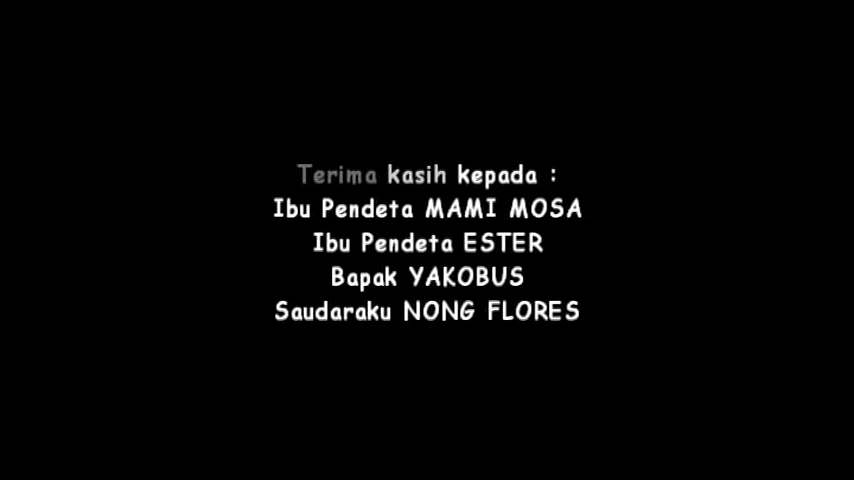 Terima kasih kepada :
Ibu Pendeta MAMI MOSA
Ibu Pendeta ESTER
Bapak YAKOBUS
Saudaraku NONG FLORES